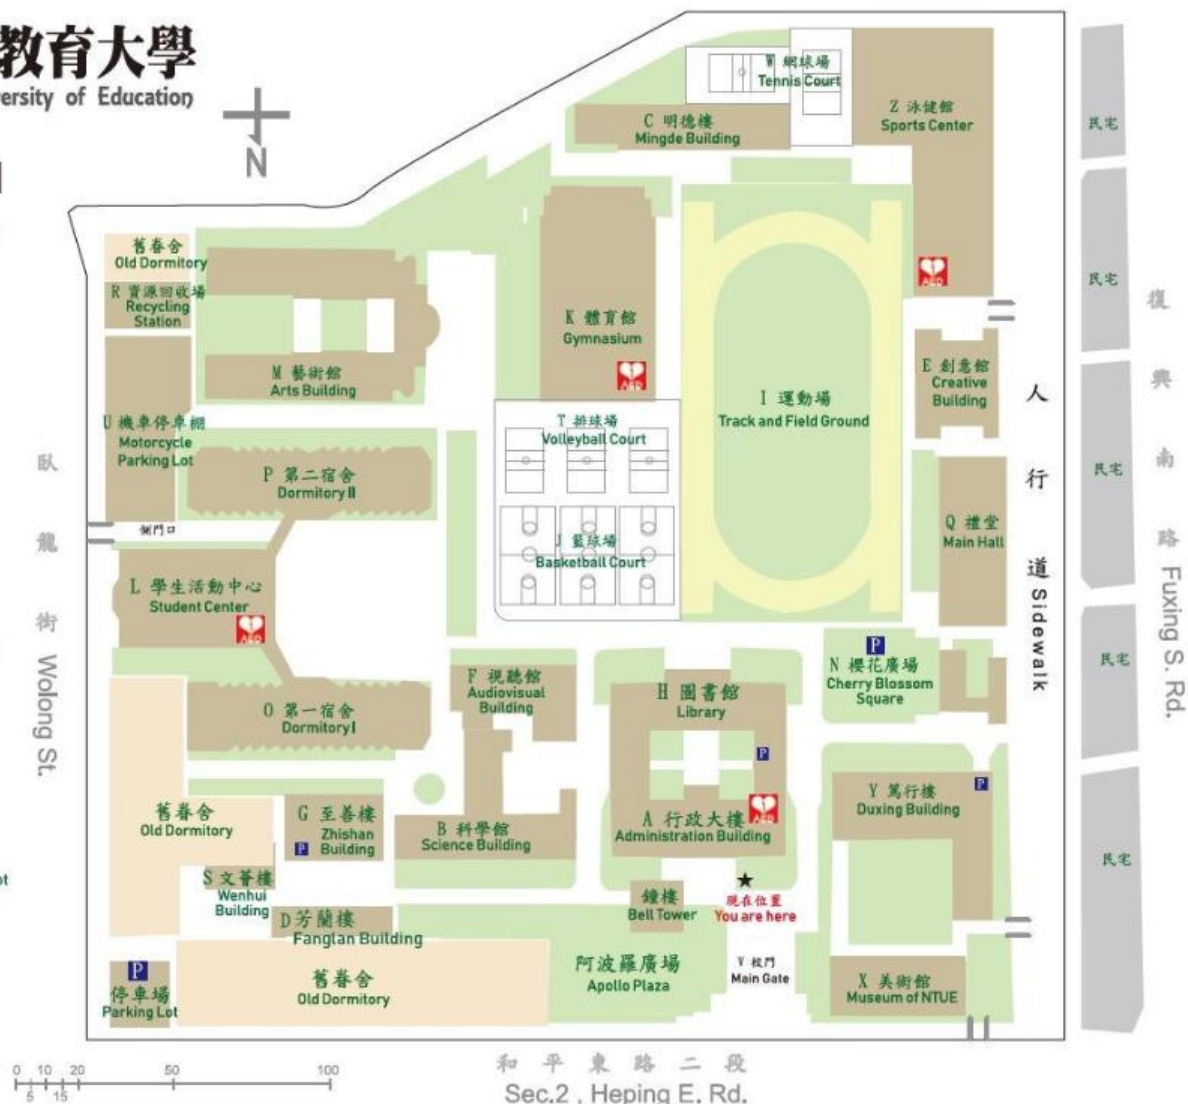 教育大學
ersity of Education
N
W 網球場
Tennis Court
C 明德樓
Mingde Building
Z 泳健館
Sports Center
民宅
舊眷舍
Old Dormitory
R 資源回收場
Recycling
Station
K 體育館
Gymnasium
AED
AED
民宅
復興南路 Fuxing S. Rd.
M 藝術館
Arts Building
I 運動場
Track and Field Ground
E 創意館
Creative
Building
人行道 Sidewalk
U 機車停車棚
Motorcycle
Parking Lot
T 排球場
Volleyball Court
P 第二宿舍
Dormitory II
民宅
臥龍街 Wolong St.
側門口
J 籃球場
Basketball Court
Q 禮堂
Main Hall
L 學生活動中心
Student Center
AED
P
N 櫻花廣場
Cherry Blossom
Square
民宅
F 視聽館
Audiovisual
Building
H 圖書館
Library
O 第一宿舍
Dormitory I
P
Y 篤行樓
Duxing Building
P
舊眷舍
Old Dormitory
G 至善樓
Zhishan
Building
P
B 科學館
Science Building
A 行政大樓
Administration Building
AED
民宅
S 文薈樓
Wenhui
Building
ot
鐘樓
Bell Tower
★
現在位置
You are here
D 芳蘭樓
Fanglan Building
P
停車場
Parking Lot
舊眷舍
Old Dormitory
阿波羅廣場
Apollo Plaza
V 校門
Main Gate
X 美術館
Museum of NTUE
0 10 20 50 100
5 15
和平東路二段
Sec.2 , Heping E. Rd.